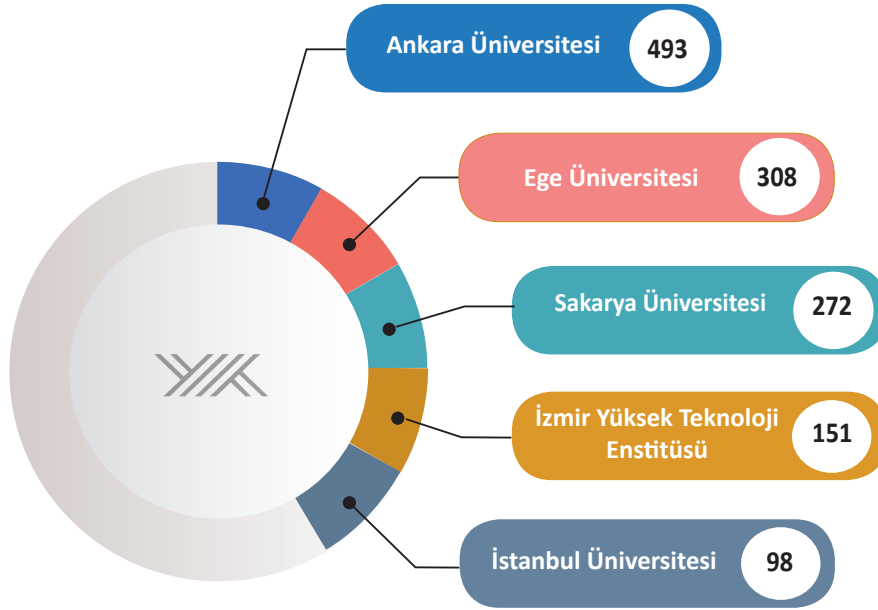 Ankara Üniversitesi 493
Ege Üniversitesi 308
Sakarya Üniversitesi 272
İzmir Yüksek Teknoloji
Enstitüsü 151
İstanbul Üniversitesi 98